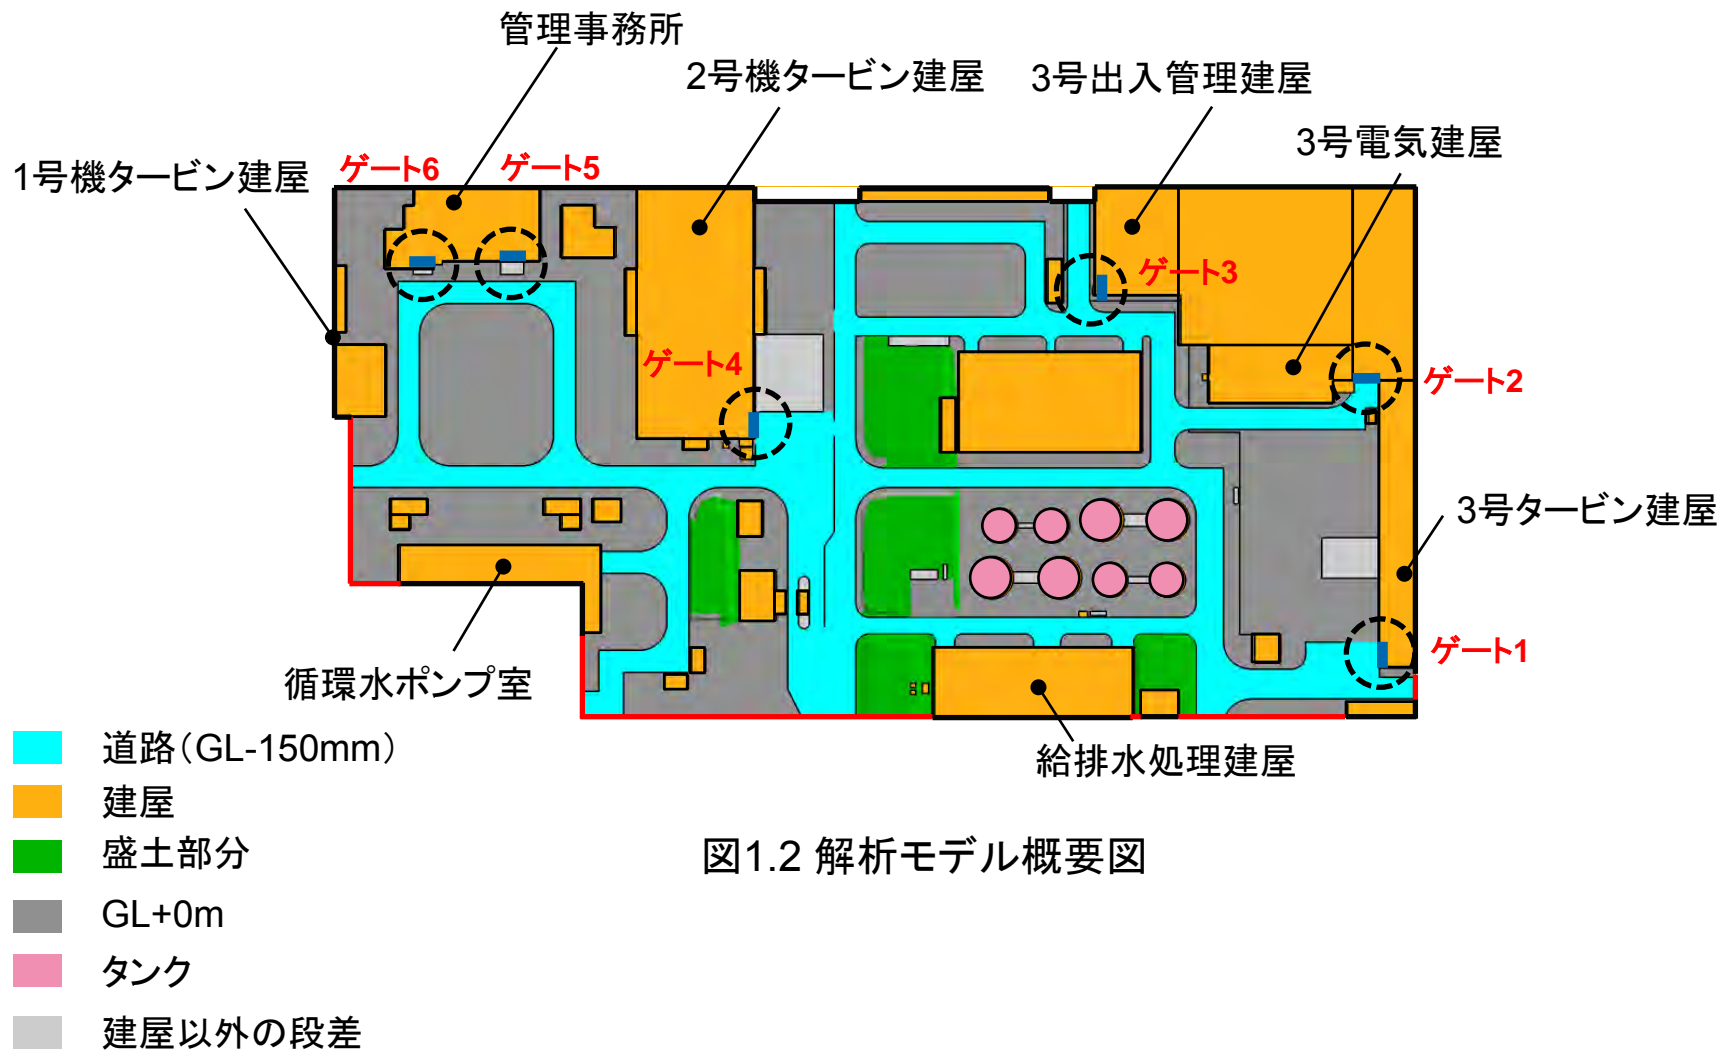 管理事務所
2号機タービン建屋
3号出入管理建屋
3号電気建屋
1号機タービン建屋
ゲート6
ゲート5
ゲート3
ゲート4
ゲート2
3号タービン建屋
ゲート1
循環水ポンプ室
給排水処理建屋
道路(GL-150mm)
建屋
盛土部分
GL+0m
タンク
建屋以外の段差
図1.2 解析モデル概要図